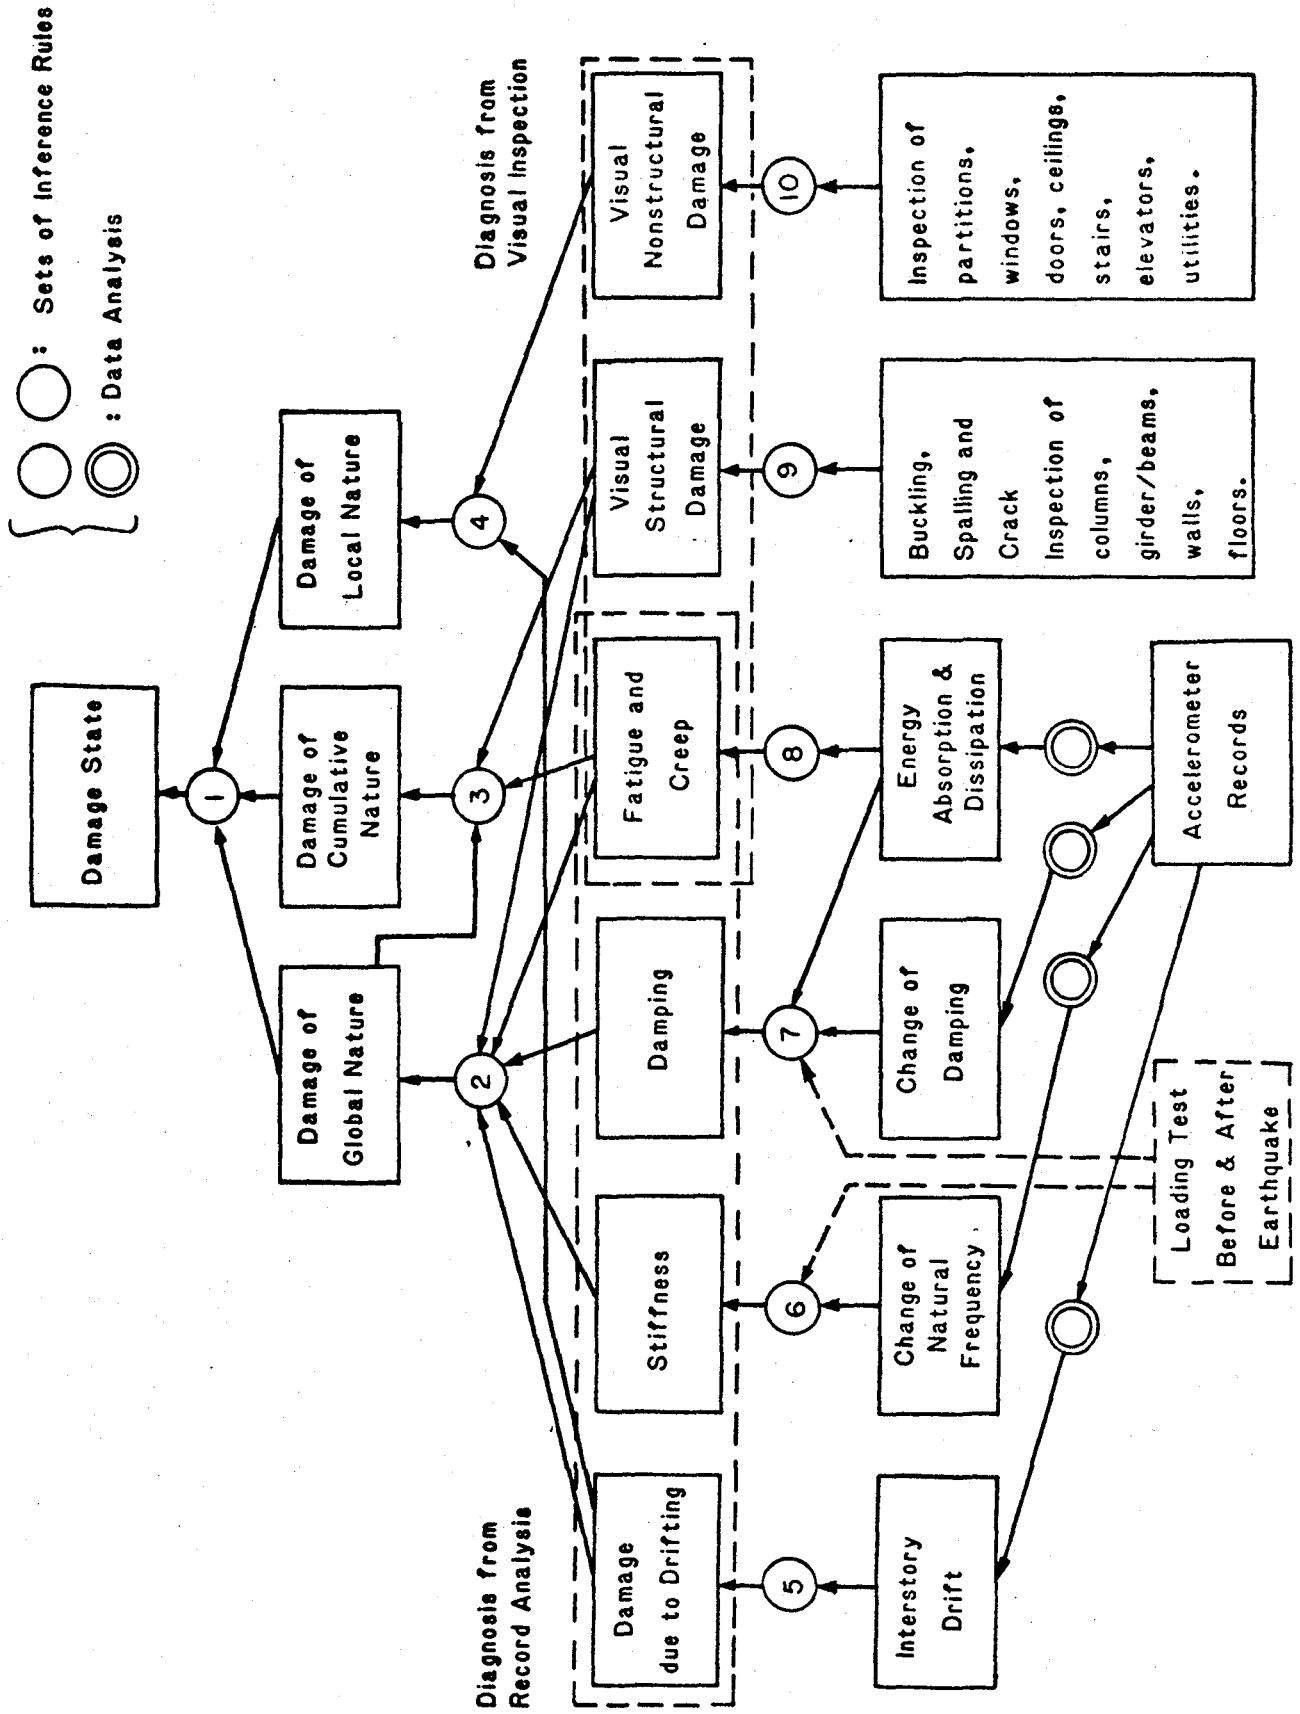 : Sets of Inference Rules
: Data Analysis
Damage State
1
Damage of
Global Nature
Damage of
Cumulative
Nature
Damage of
Local Nature
2
3
4
Diagnosis from
Record Analysis
Diagnosis from
Visual Inspection
Damage
due to Drifting
Stiffness
Damping
Fatigue and
Creep
Visual
Structural
Damage
Visual
Nonstructural
Damage
5
6
7
8
9
10
Interstory
Drift
Change of
Natural
Frequency
Change of
Damping
Energy
Absorption &
Dissipation
Buckling,
Spalling and
Crack
Inspection of
columns,
girder/beams,
walls,
floors.
Inspection of
partitions,
windows,
doors, ceilings,
stairs,
elevators,
utilities.
Loading Test
Before & After
Earthquake
Accelerometer
Records